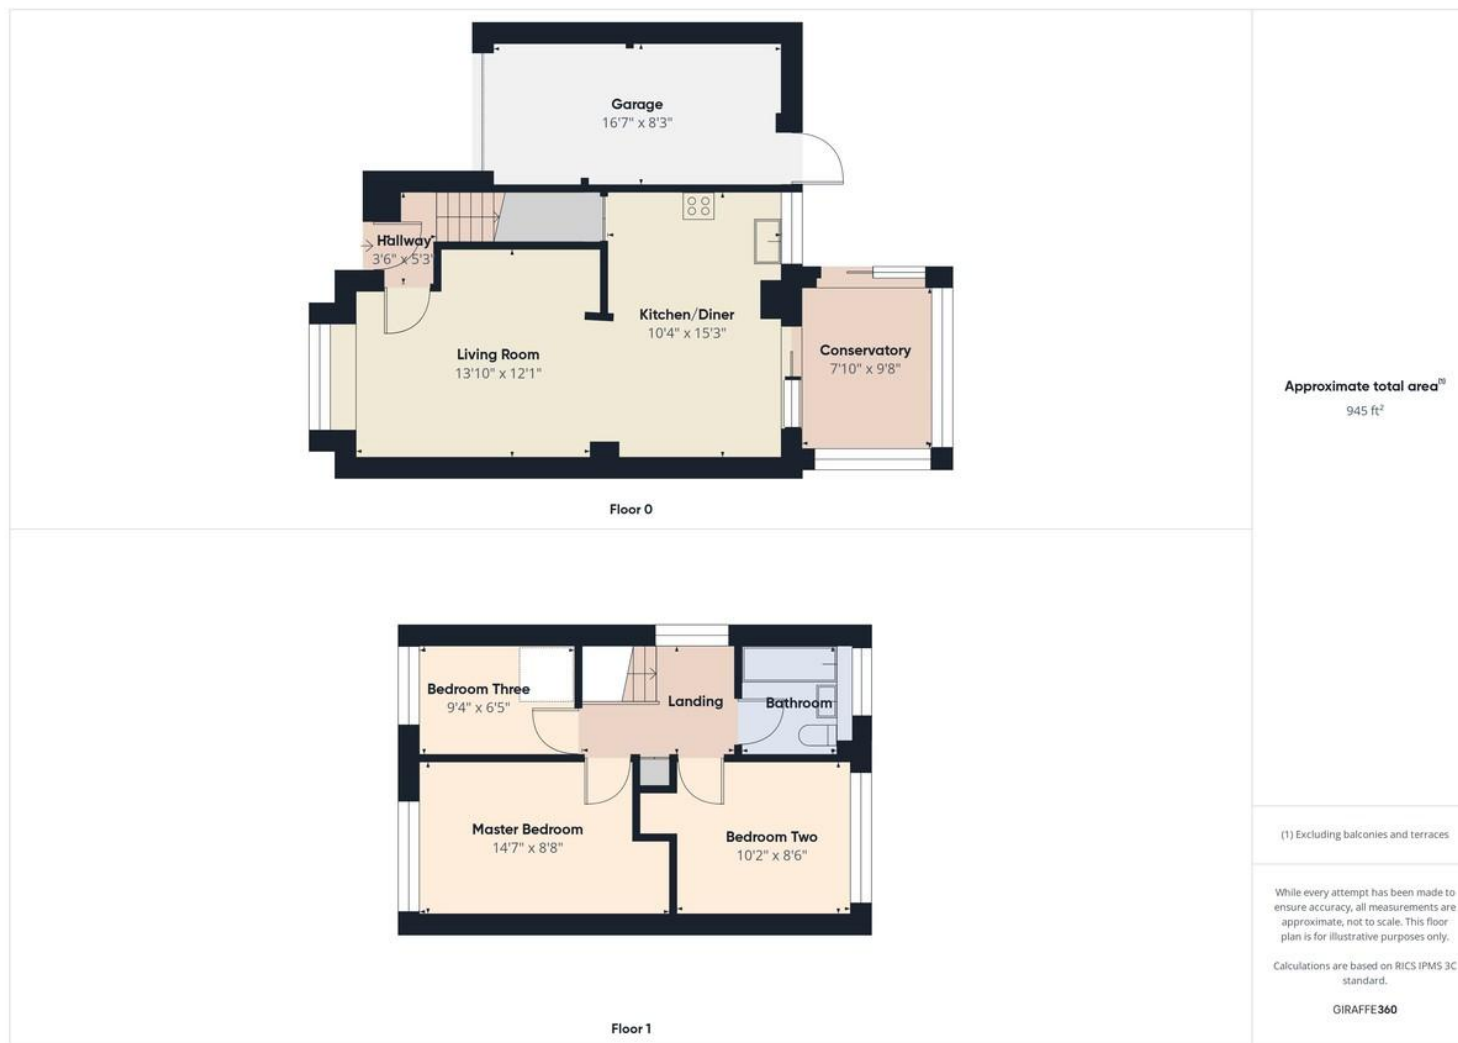 Garage
16'7" x 8'3"
Hallway
3'6" x 5'3"
Kitchen/Diner
10'4" x 15'3"
Living Room
13'10" x 12'1"
Conservatory
7'10" x 9'8"
Floor 0
Bedroom Three
9'4" x 6'5"
Landing
Bathroom
Master Bedroom
14'7" x 8'8"
Bedroom Two
10'2" x 8'6"
Floor 1
Approximate total area(1)
945 ft²
(1) Excluding balconies and terraces
While every attempt has been made to
ensure accuracy, all measurements are
approximate, not to scale. This floor
plan is for illustrative purposes only.
Calculations are based on RICS IPMS 3C
standard.
GIRAFFE360